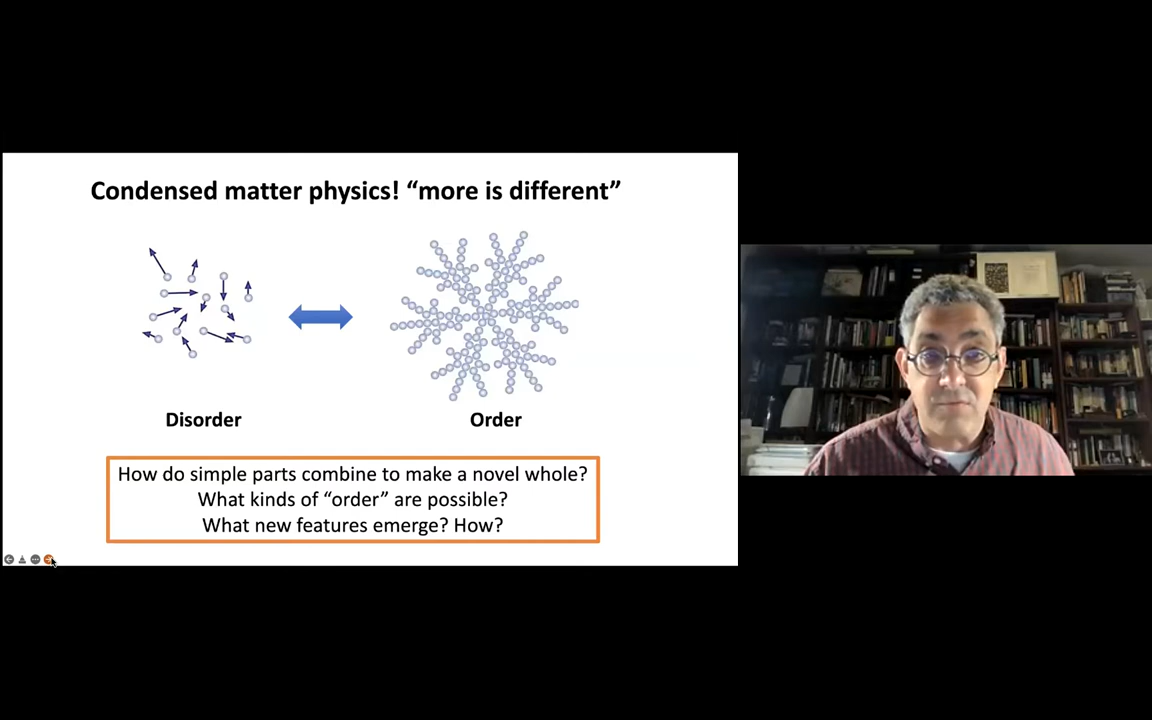 Condensed matter physics! “more is different”
Disorder
Order
How do simple parts combine to make a novel whole?
What kinds of “order” are possible?
What new features emerge? How?